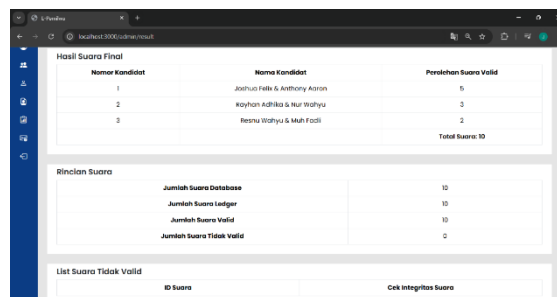 E-Pemilwa
localhost:3000/admin/result
Hasil Suara Final
Nomor Kandidat Nama Kandidat Perolehan Suara Valid
1 Joshua Felix & Anthony Aaron 5
2 Rayhan Adhika & Nur Wahyu 3
3 Resnu Wahyu & Muh Fadli 2
Total Suara: 10
Rincian Suara
Jumlah Suara Database 10
Jumlah Suara Ledger 10
Jumlah Suara Valid 10
Jumlah Suara Tidak Valid 0
List Suara Tidak Valid
ID Suara Cek Integritas Suara